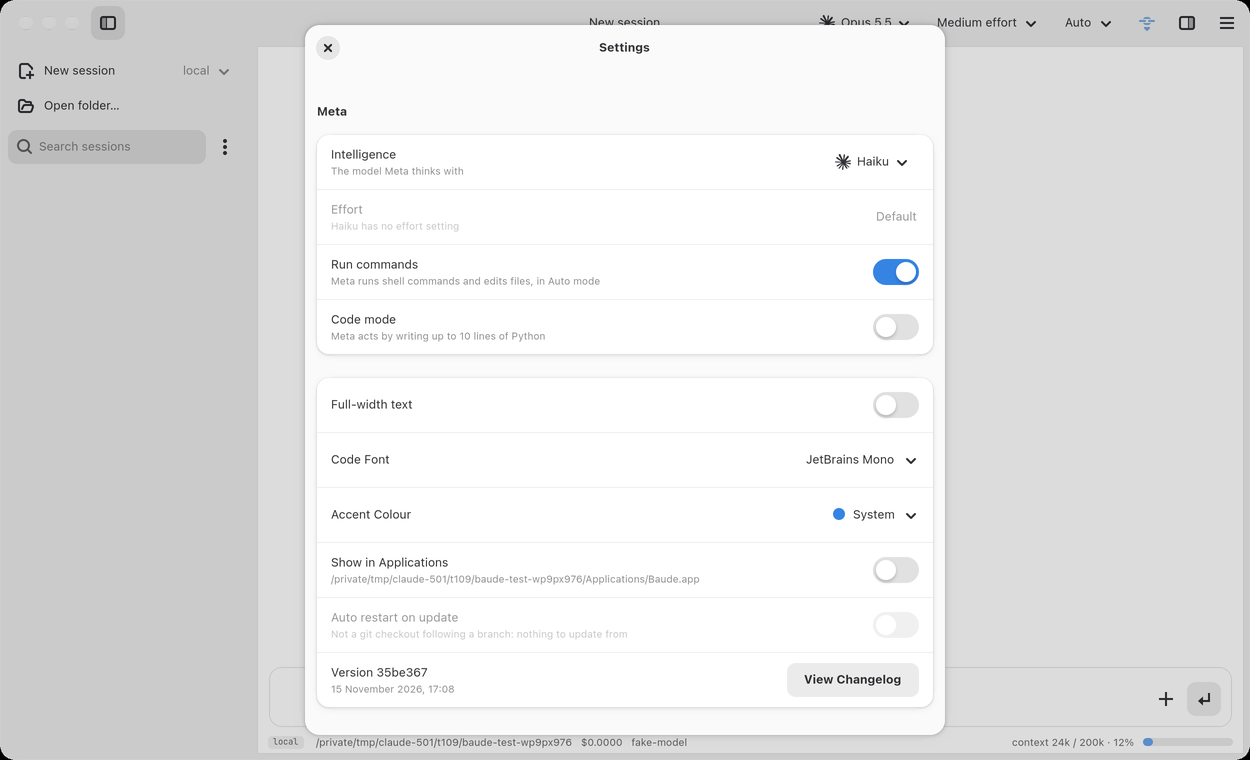 New session
Opus 5.5
Medium effort
Auto
New session
local
Open folder...
Search sessions
Settings
Meta
Intelligence
The model Meta thinks with
Haiku
Effort
Haiku has no effort setting
Default
Run commands
Meta runs shell commands and edits files, in Auto mode
Code mode
Meta acts by writing up to 10 lines of Python
Full-width text
Code Font
JetBrains Mono
Accent Colour
System
Show in Applications
/private/tmp/claude-501/t109/baude-test-wp9px976/Applications/Baude.app
Auto restart on update
Not a git checkout following a branch: nothing to update from
Version 35be367
15 November 2026, 17:08
View Changelog
local /private/tmp/claude-501/t109/baude-test-wp9px976 $0.0000 fake-model
context 24k / 200k · 12%